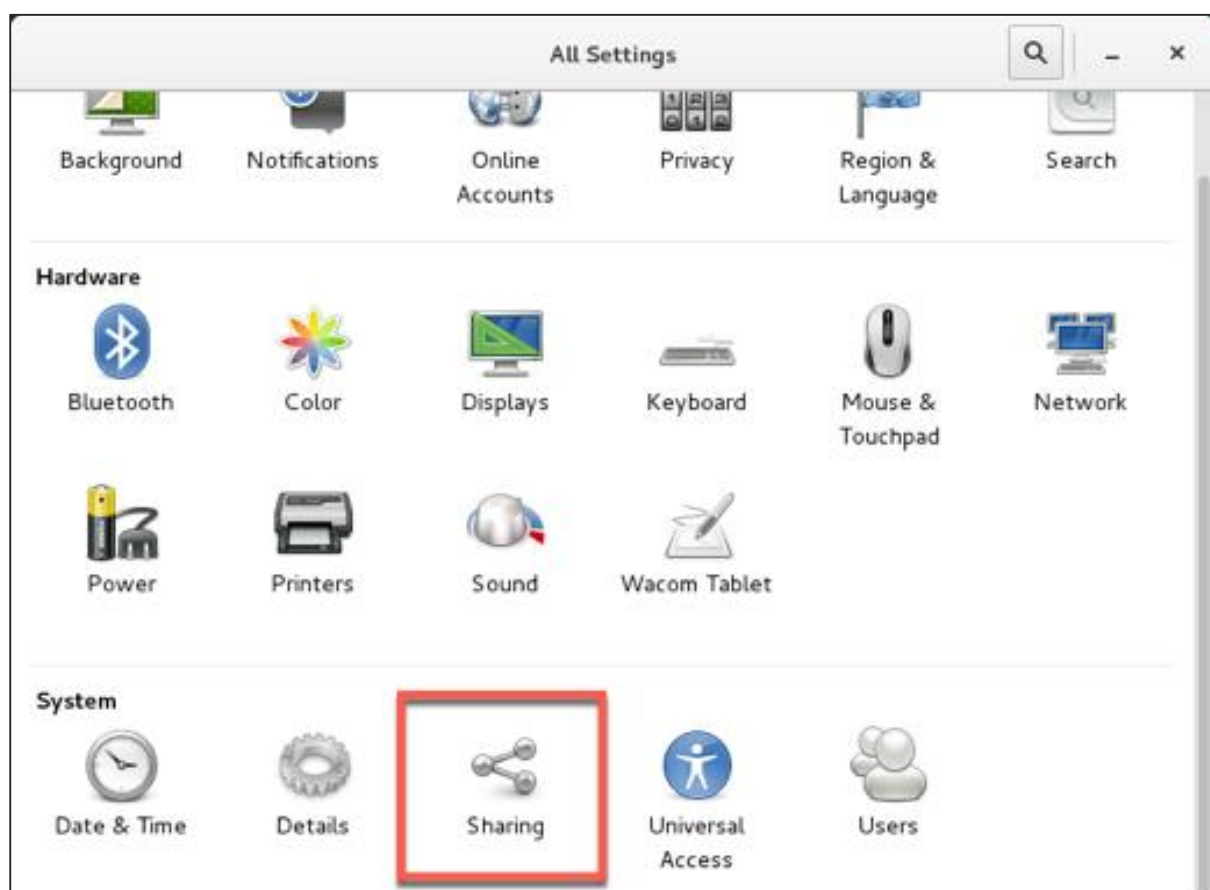 All Settings
Background
Notifications
Online
Accounts
Privacy
Region &
Language
Search
Hardware
Bluetooth
Color
Displays
Keyboard
Mouse &
Touchpad
Network
Power
Printers
Sound
Wacom Tablet
System
Date & Time
Details
Sharing
Universal
Access
Users